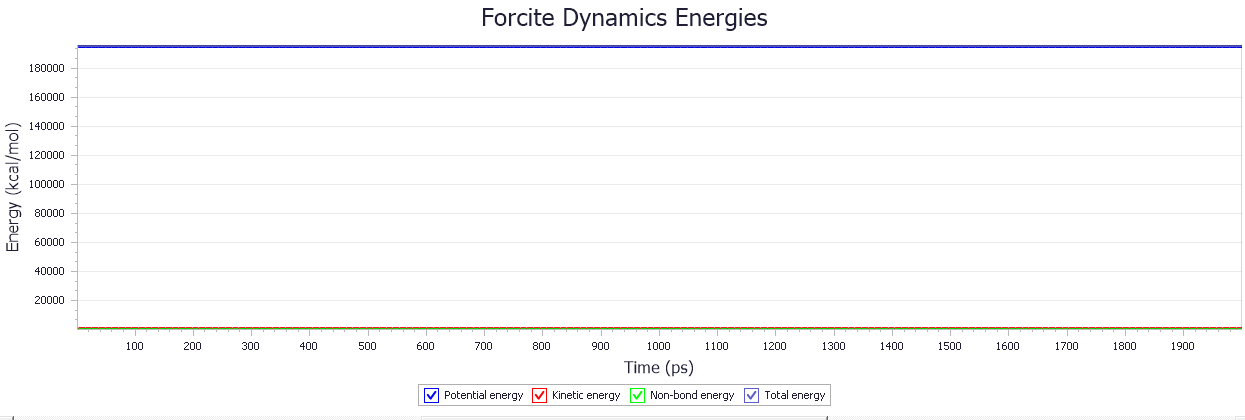 Forcite Dynamics Energies
Energy (kcal/mol)
180000
160000
140000
120000
100000
80000
60000
40000
20000
100 200 300 400 500 600 700 800 900 1000 1100 1200 1300 1400 1500 1600 1700 1800 1900
Time (ps)
Potential energy Kinetic energy Non-bond energy Total energy